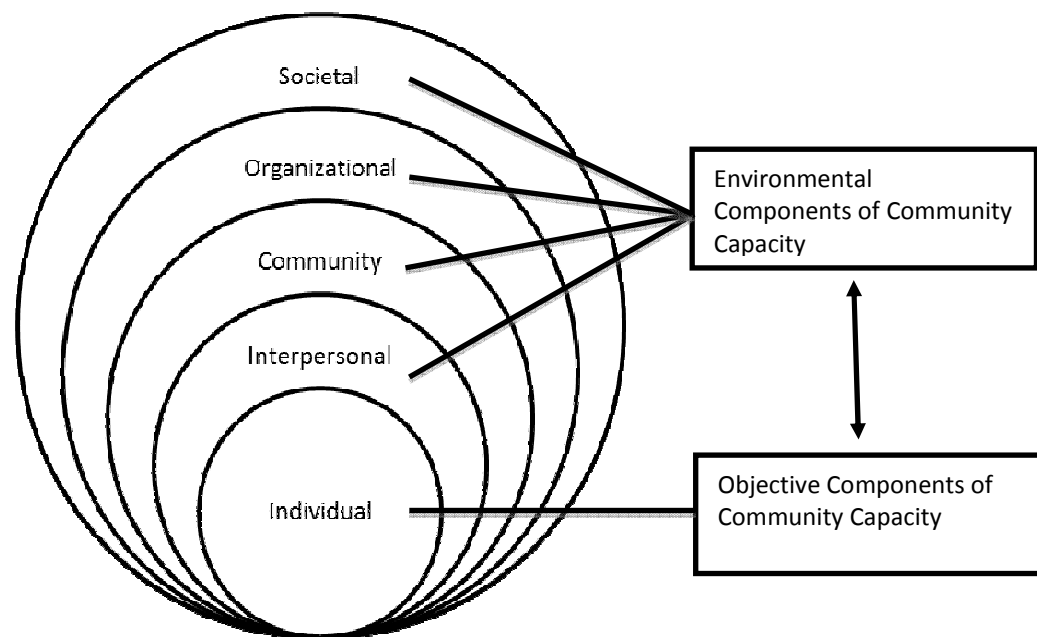 Societal
Organizational
Community
Interpersonal
Individual
Environmental
Components of Community
Capacity
Objective Components of
Community Capacity